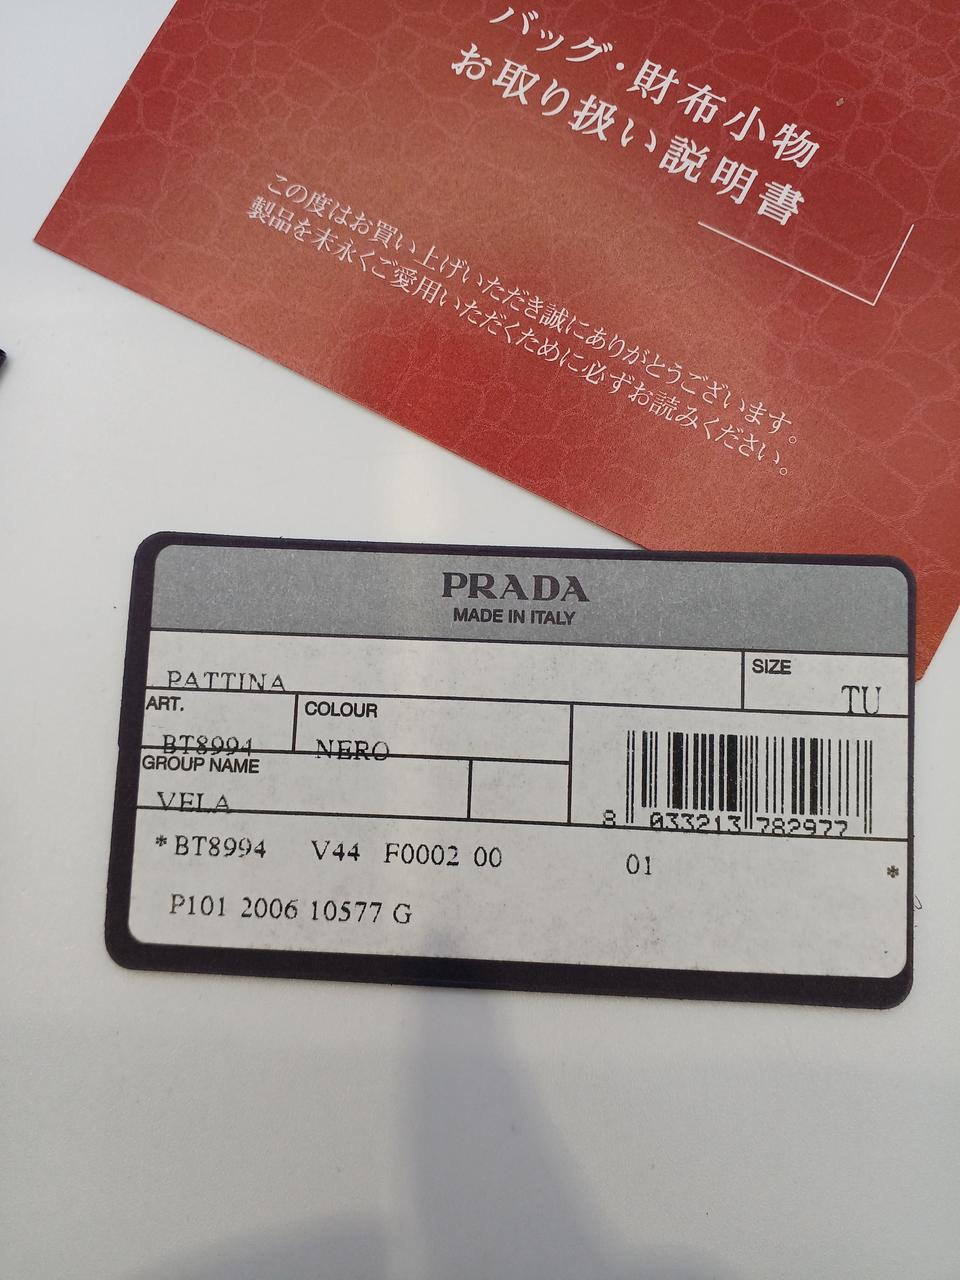 バッグ・財布小物
お取り扱い説明書
この度はお買い上げいただき誠にありがとうございます。
製品を末永くご愛用いただくために必ずお読みください。
PRADA
MADE IN ITALY
PATTINA
SIZE
TU
ART.
BT8994
COLOUR
NERO
GROUP NAME
VELA
8 033213 782977
*BT8994 V44 F0002 00 01 *
P101 2006 10577 G